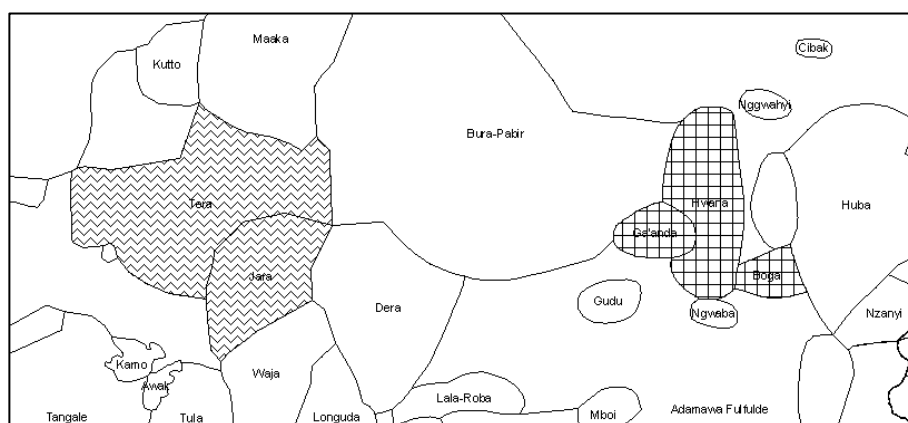 Maaka
Cibak
Kutto
Nggwahyi
Bura-Pabir
Tera
Hwana
Huba
Ga'anda
Jara
Boga
Gudu
Dera
Ngwaba
Nzanyi
Kamo
Waja
Awak
Lala-Roba
Tangale
Tula
Longuda
Mboi
Adamawa Fulfulde